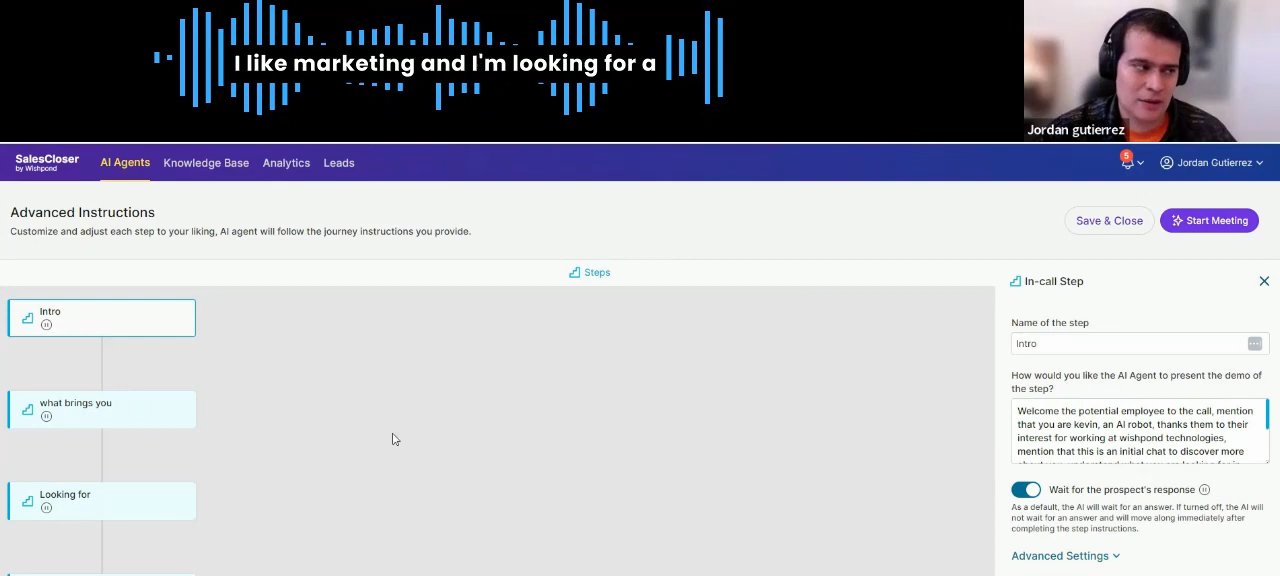 I like marketing and I'm looking for a
Jordan gutierrez
SalesCloser
by Wishpond
AI Agents
Knowledge Base
Analytics
Leads
5
Jordan Gutierrez
Advanced Instructions
Customize and adjust each step to your liking, AI agent will follow the journey instructions you provide.
Save & Close
Start Meeting
Steps
Intro
what brings you
Looking for
In-call Step
Name of the step
Intro
How would you like the AI Agent to present the demo of
the step?
Welcome the potential employee to the call, mention
that you are kevin, an AI robot, thanks them to their
interest for working at wishpond technologies,
mention that this is an initial chat to discover more
Wait for the prospect's response
As a default, the AI will wait for an answer. If turned off, the AI will
not wait for an answer and will move along immediately after
completing the step instructions.
Advanced Settings